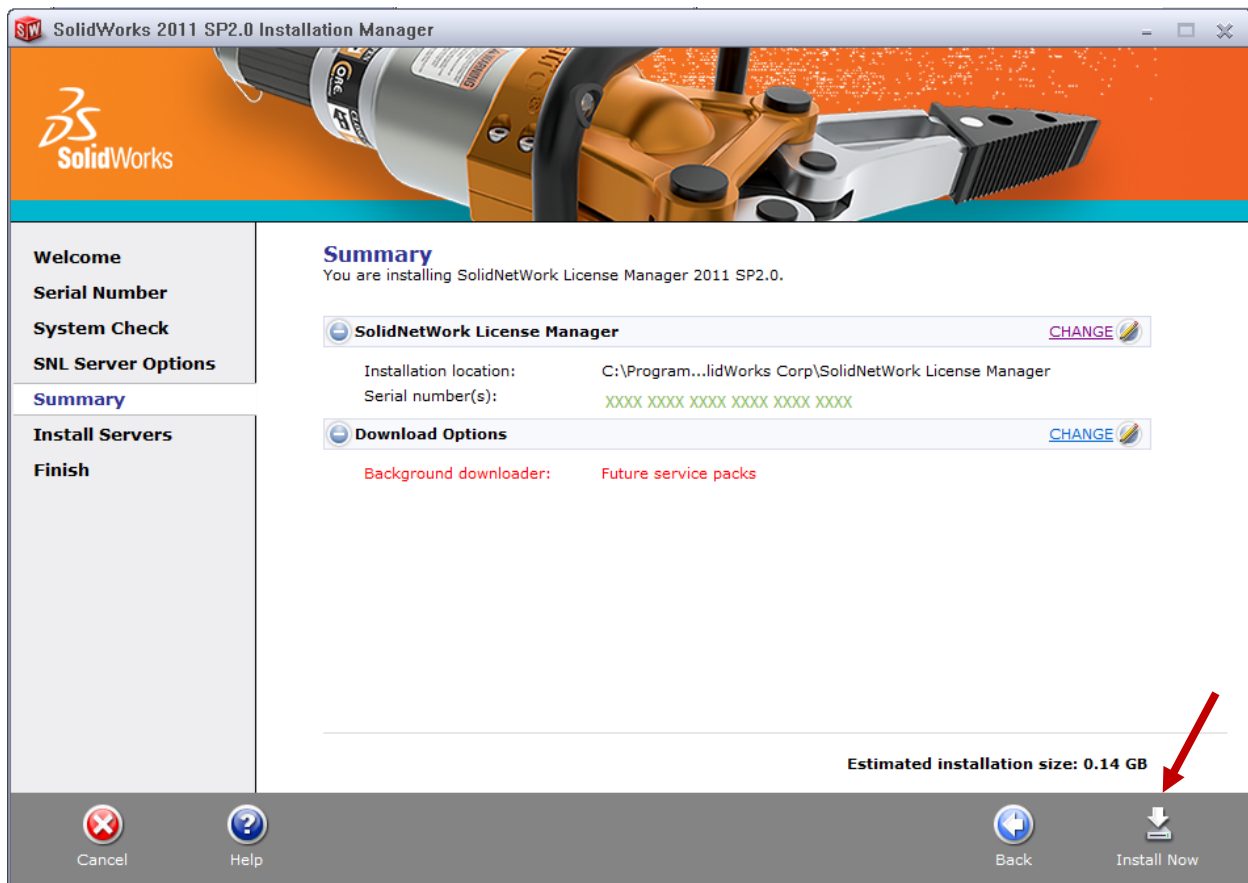 SolidWorks 2011 SP2.0 Installation Manager
WARNING
CORE
SolidWorks
Welcome
Serial Number
System Check
SNL Server Options
Summary
Install Servers
Finish
Summary
You are installing SolidNetWork License Manager 2011 SP2.0.
SolidNetWork License Manager CHANGE
Installation location: C:\Program...lidWorks Corp\SolidNetWork License Manager
Serial number(s): XXXX XXXX XXXX XXXX XXXX XXXX
Download Options CHANGE
Background downloader: Future service packs
Estimated installation size: 0.14 GB
Cancel Help Back Install Now